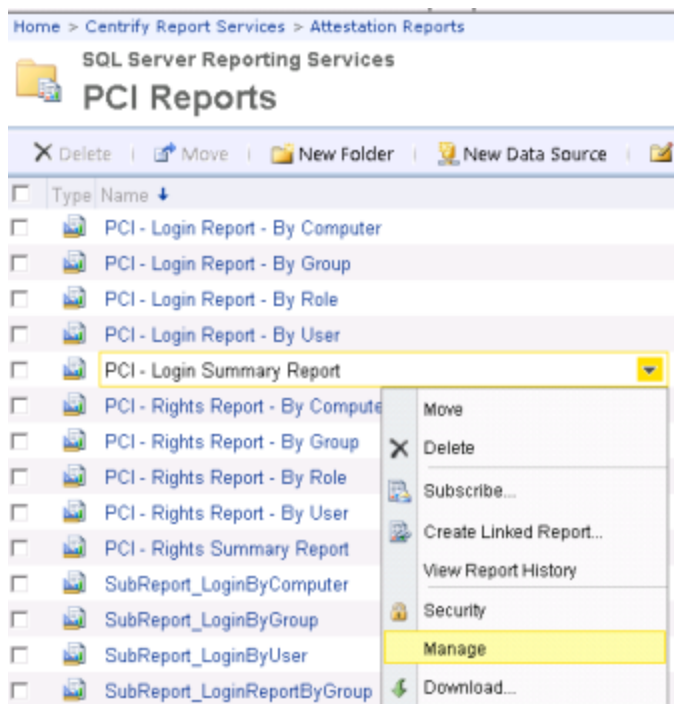 Home > Centrify Report Services > Attestation Reports
SQL Server Reporting Services
PCI Reports
Delete | Move | New Folder | New Data Source |
Type Name
PCI - Login Report - By Computer
PCI - Login Report - By Group
PCI - Login Report - By Role
PCI - Login Report - By User
PCI - Login Summary Report
PCI - Rights Report - By Compute
PCI - Rights Report - By Group
PCI - Rights Report - By Role
PCI - Rights Report - By User
PCI - Rights Summary Report
SubReport_LoginByComputer
SubReport_LoginByGroup
SubReport_LoginByUser
SubReport_LoginReportByGroup
Move
Delete
Subscribe...
Create Linked Report...
View Report History
Security
Manage
Download...